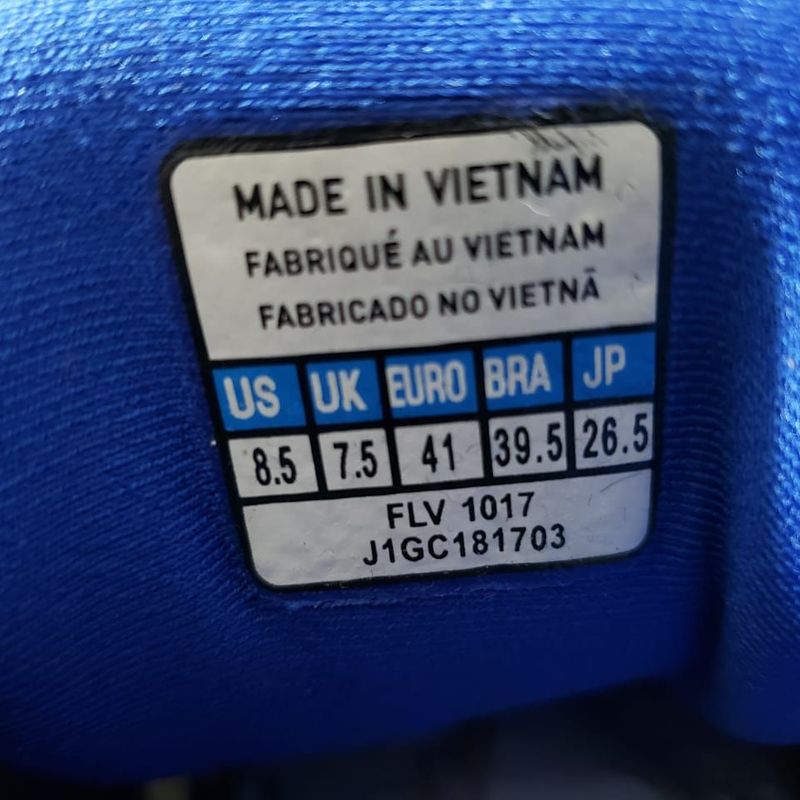 MADE IN VIETNAM
FABRIQUÉ AU VIETNAM
FABRICADO NO VIETNÃ
US UK EURO BRA JP
8.5 7.5 41 39.5 26.5
FLV 1017
J1GC181703